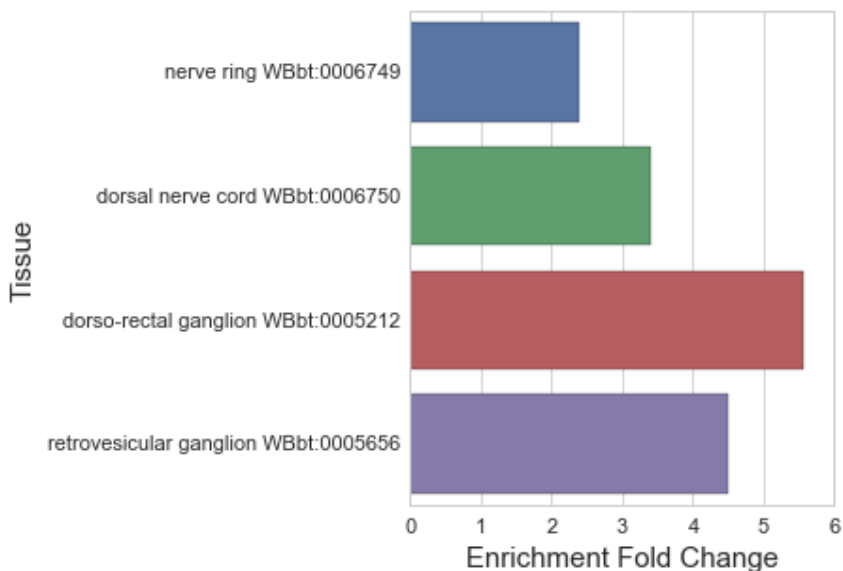 Tissue
nerve ring WBbt:0006749
dorsal nerve cord WBbt:0006750
dorso-rectal ganglion WBbt:0005212
retrovesicular ganglion WBbt:0005656
0 1 2 3 4 5 6
Enrichment Fold Change